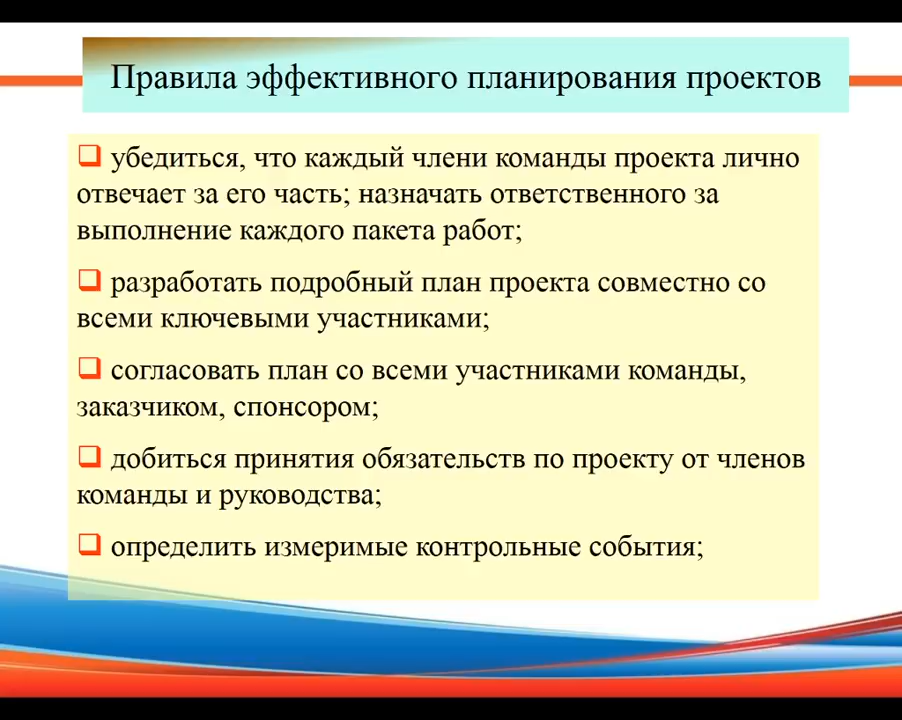 Правила эффективного планирования проектов
❑ убедиться, что каждый члени команды проекта лично
отвечает за его часть; назначать ответственного за
выполнение каждого пакета работ;
❑ разработать подробный план проекта совместно со
всеми ключевыми участниками;
❑ согласовать план со всеми участниками команды,
заказчиком, спонсором;
❑ добиться принятия обязательств по проекту от членов
команды и руководства;
❑ определить измеримые контрольные события;